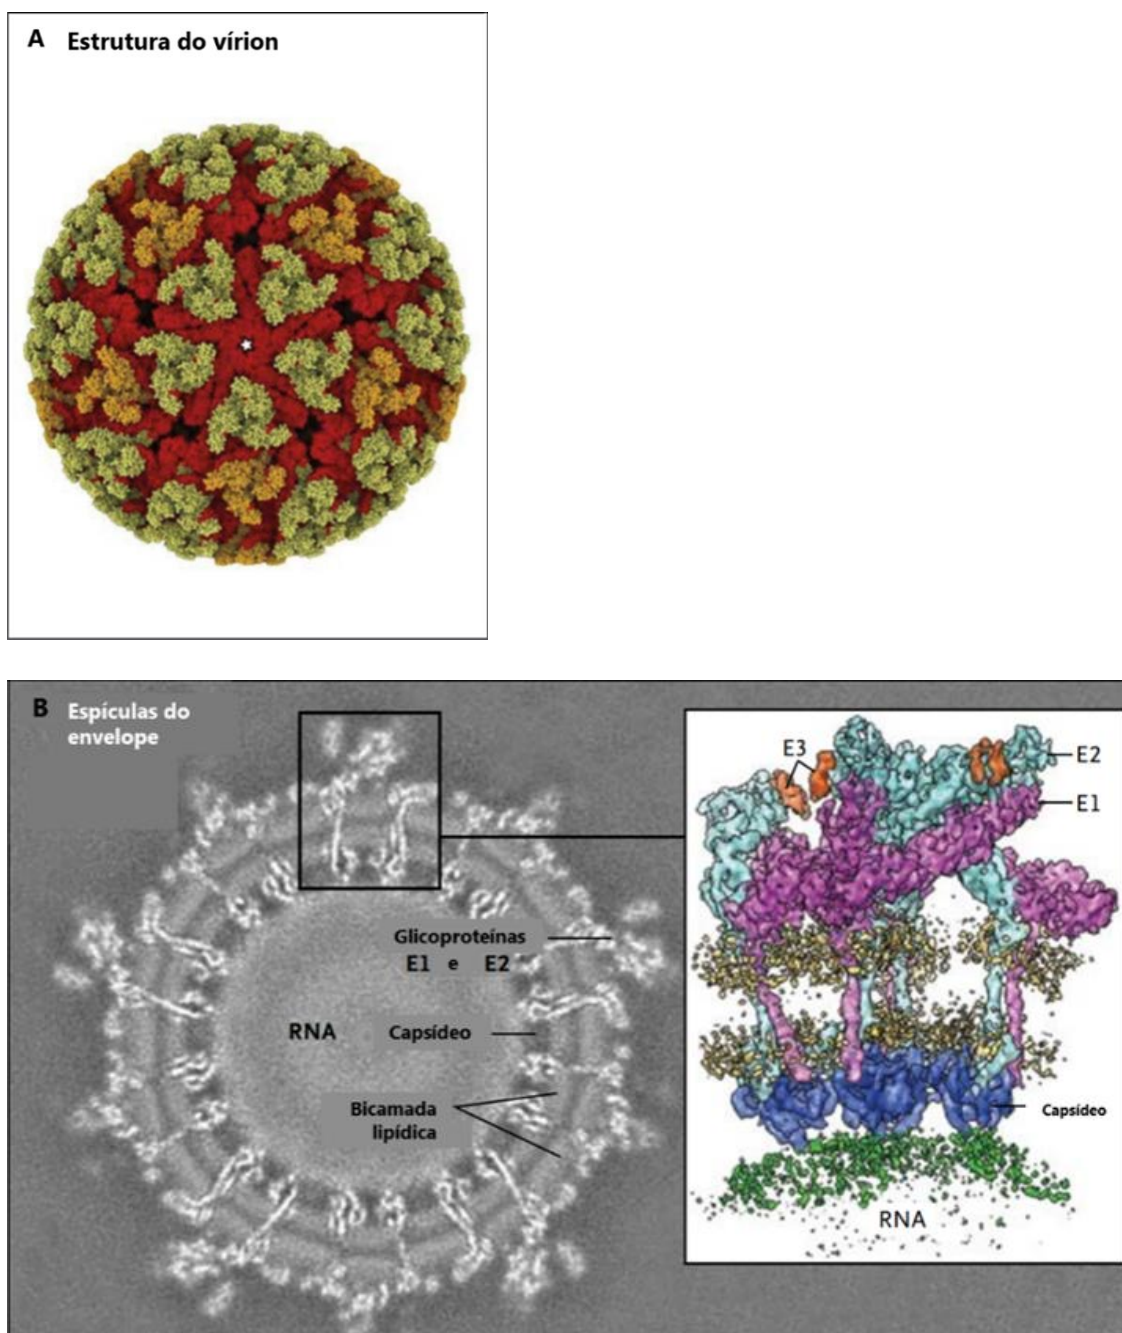 A Estrutura do vírion
B Espículas do
envelope
Glicoproteínas
E1 e E2
RNA
Capsídeo
Bicamada
lipídica
E3
E2
E1
Capsídeo
RNA